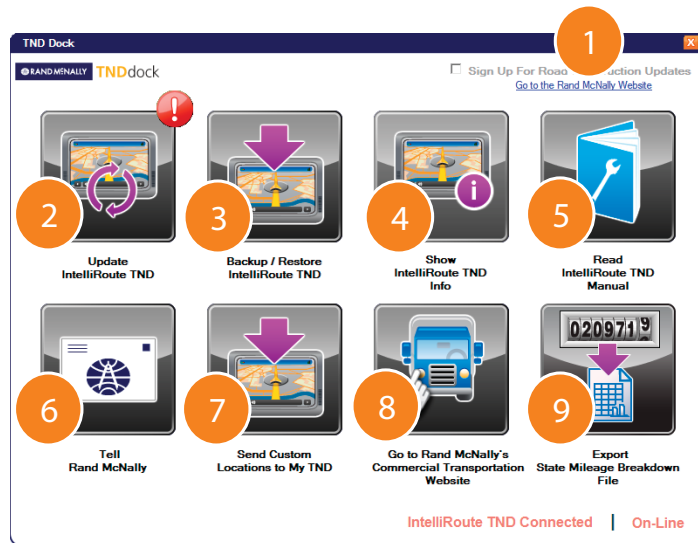 TND Dock
1
X
RAND MCNALLY TNDdock
Sign Up For Road uction Updates
Go to the Rand McNally Website
!
2
3
4
i
5
Update
IntelliRoute TND
Backup / Restore
IntelliRoute TND
Show
IntelliRoute TND
Info
Read
IntelliRoute TND
Manual
020971 9
6
7
8
9
Tell
Rand McNally
Send Custom
Locations to My TND
Go to Rand McNally's
Commercial Transportation
Website
Export
State Mileage Breakdown
File
IntelliRoute TND Connected | On-Line